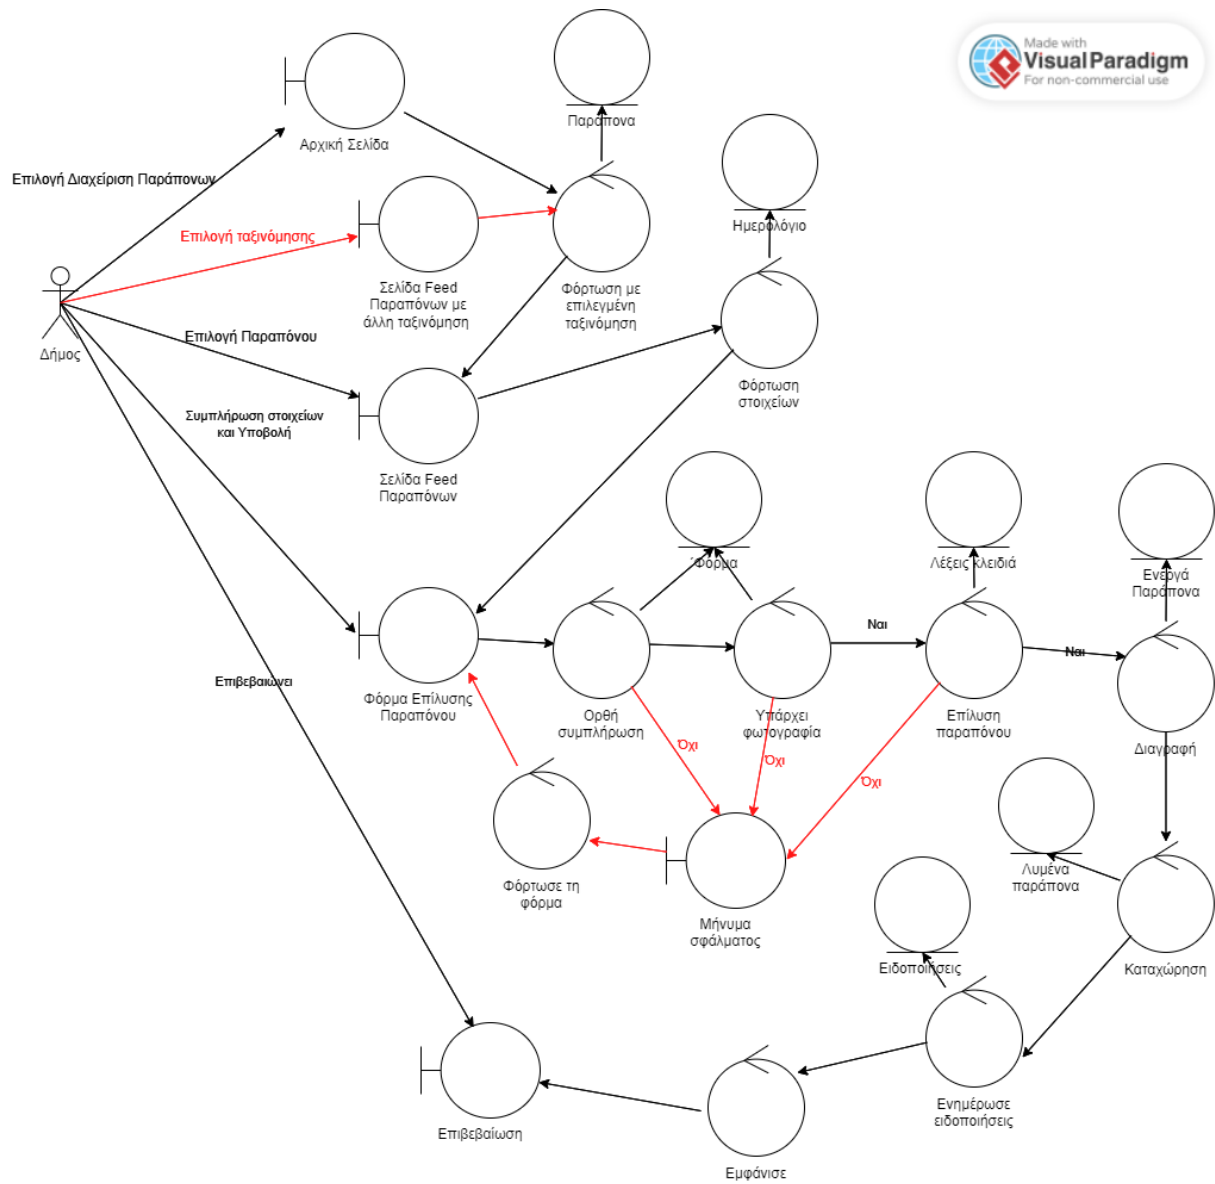 Made with
VisualParadigm
For non-commercial use
Παράπονα
Αρχική Σελίδα
Επιλογή Διαχείριση Παράπονων
Ημερολόγιο
Επιλογή ταξινόμησης
Σελίδα Feed
Παραπόνων με
άλλη ταξινόμηση
Φόρτωση με
επιλεγμένη
ταξινόμηση
Δήμος
Επιλογή Παραπόνου
Φόρτωση
στοιχείων
Συμπλήρωση στοιχείων
και Υποβολή
Σελίδα Feed
Παραπόνων
Φόρμα
Λέξεις κλειδιά
Ενεργά
Παράπονα
Ναι
Ναι
Επιβεβαιώνει
Φόρμα Επίλυσης
Παραπόνου
Ορθή
συμπλήρωση
Υπάρχει
φωτογραφία
Επίλυση
παραπόνου
Διαγραφή
Όχι
Όχι
Όχι
Φόρτωσε τη
φόρμα
Μήνυμα
σφάλματος
Λυμένα
παράπονα
Ειδοποιήσεις
Καταχώρηση
Ενημέρωσε
ειδοποιήσεις
Επιβεβαίωση
Εμφάνισε